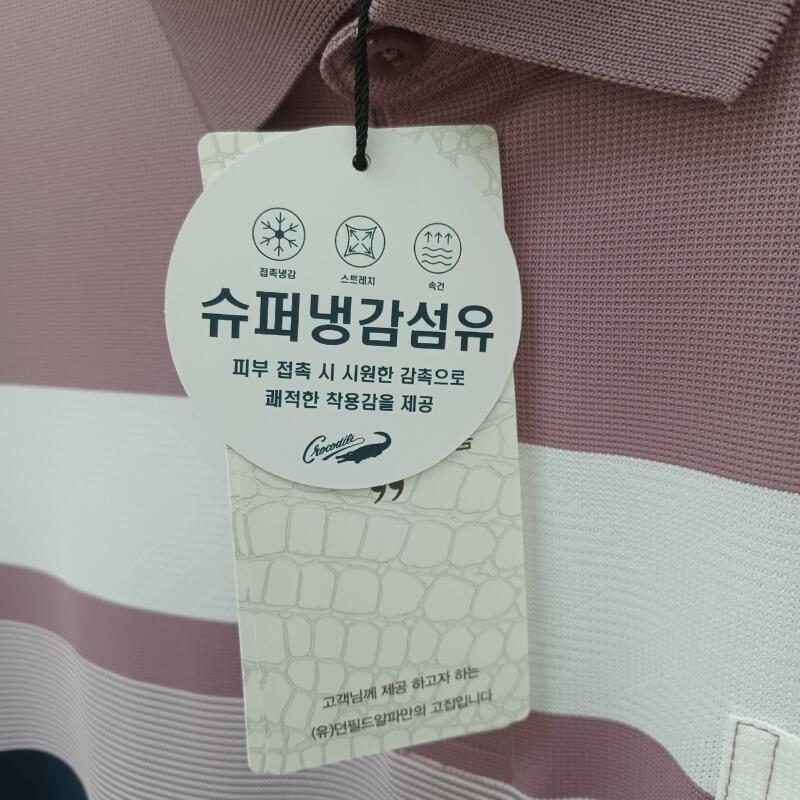 접촉냉감
스트레치
속건
슈퍼냉감섬유
피부 접촉 시 시원한 감촉으로
쾌적한 착용감을 제공
Crocodile
”
고객님께 제공 하고자 하는
(유)던필드알파만의 고집입니다